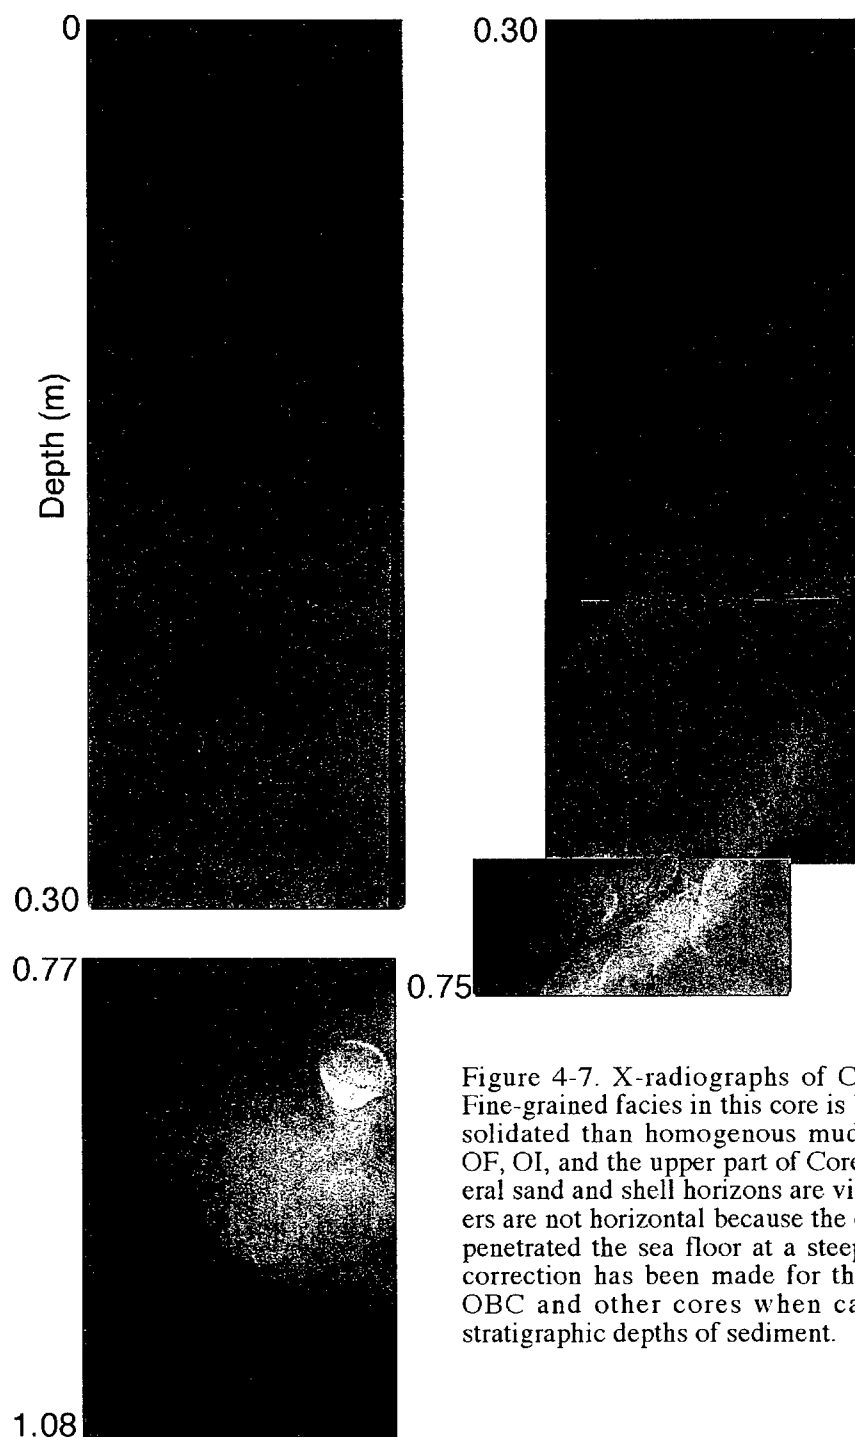 0
0.30
Depth (m)
0.30
0.77
0.75
1.08
Figure 4-7. X-radiographs of
Fine-grained facies in this core is
solidated than homogenous mud
OF, OI, and the upper part of Core
eral sand and shell horizons are vi
ers are not horizontal because the
penetrated the sea floor at a steep
correction has been made for th
OBC and other cores when ca
stratigraphic depths of sediment.